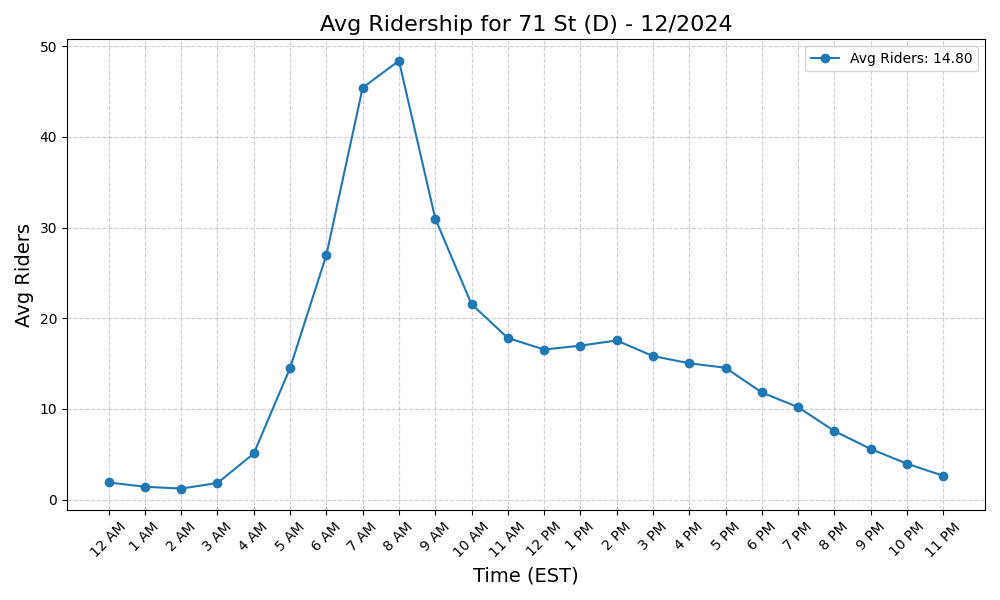 Avg Ridership for 71 St (D) - 12/2024
Avg Riders: 14.80
Avg Riders
50
40
30
20
10
0
12 AM
1 AM
2 AM
3 AM
4 AM
5 AM
6 AM
7 AM
8 AM
9 AM
10 AM
11 AM
12 PM
1 PM
2 PM
3 PM
4 PM
5 PM
6 PM
7 PM
8 PM
9 PM
10 PM
11 PM
Time (EST)